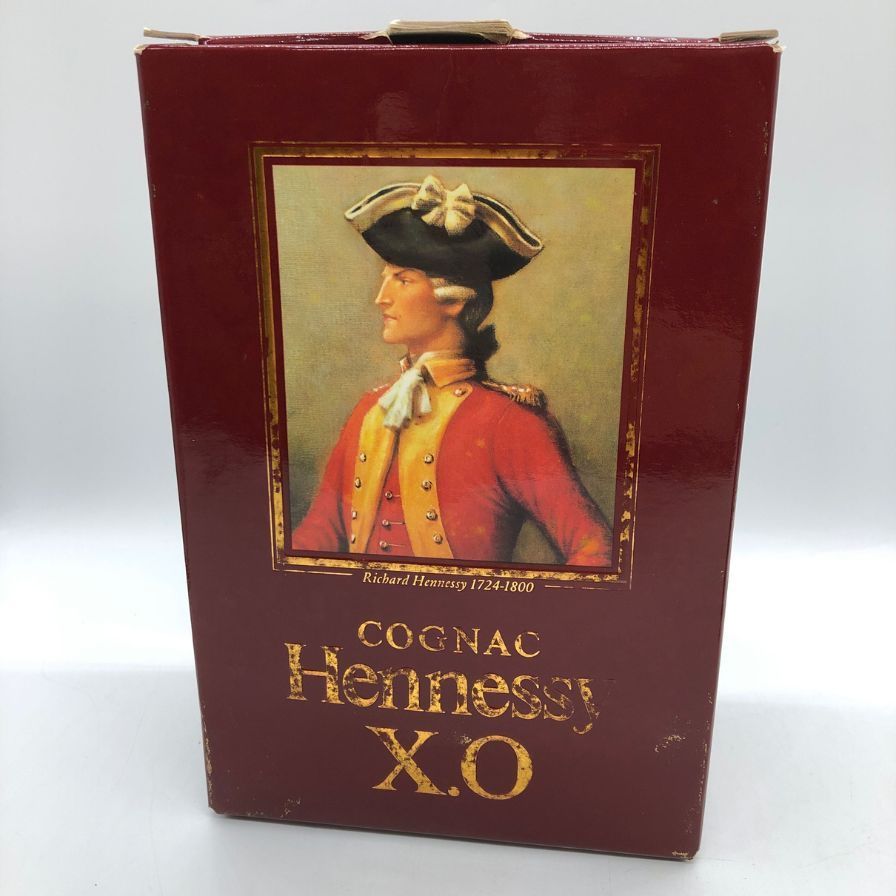 Richard Hennessy 1724-1800
COGNAC
Hennessy
X.O